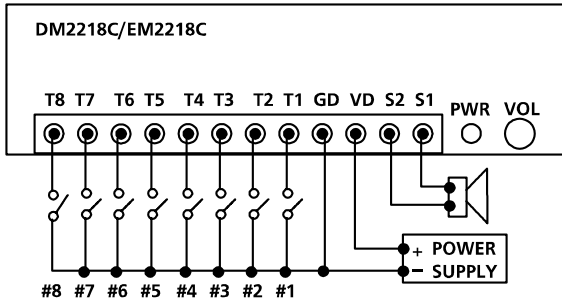 DM2218C/EM2218C
T8 T7 T6 T5 T4 T3 T2 T1 GD VD S2 S1
PWR VOL
+ POWER
− SUPPLY
#8 #7 #6 #5 #4 #3 #2 #1